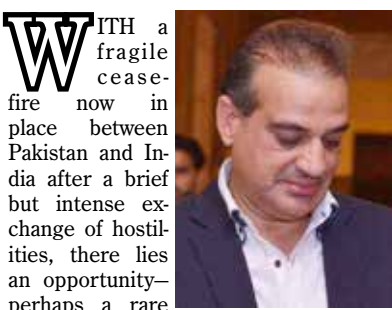 WITH a
fragile
cease-
fire now in
place between
Pakistan and In-
dia after a brief
but intense ex-
change of hostil-
ities, there lies
an opportunity—
perhaps a rare